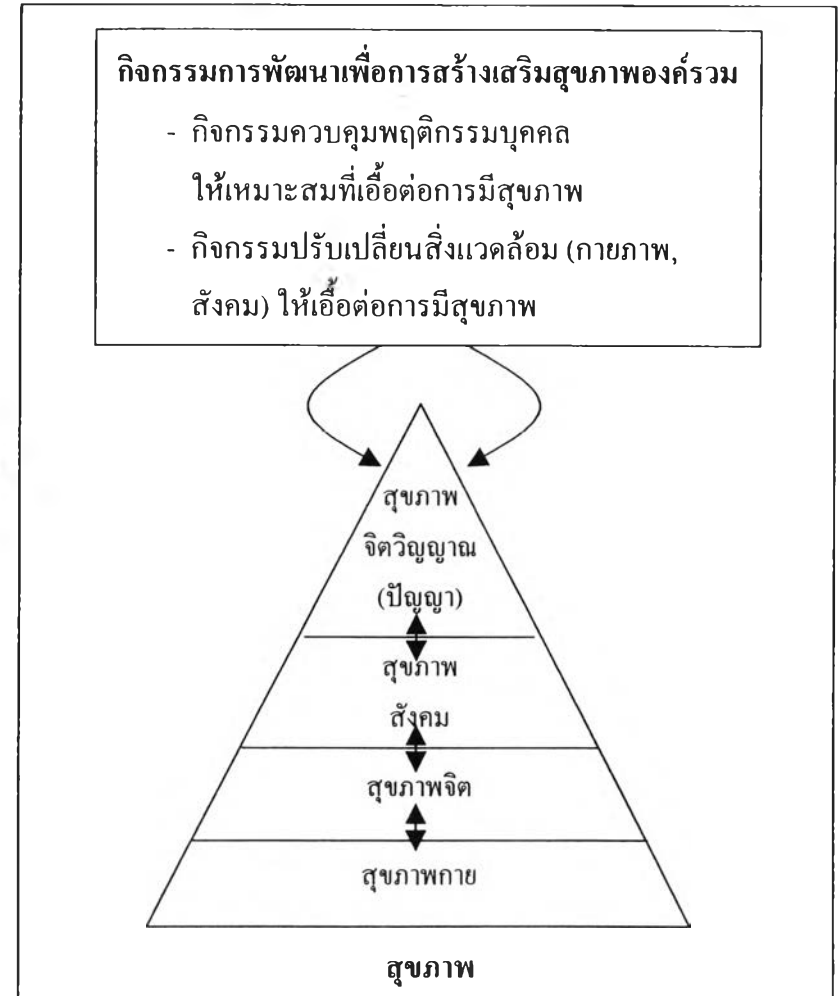 กิจกรรมการพัฒนาเพื่อการสร้างเสริมสุขภาพองค์รวม
- กิจกรรมควบคุมพฤติกรรมบุคคล
ให้เหมาะสมที่เอื้อต่อการมีสุขภาพ
- กิจกรรมปรับเปลี่ยนสิ่งแวดล้อม (กายภาพ,
สังคม) ให้เอื้อต่อการมีสุขภาพ
สุขภาพ
จิตวิญญาณ
(ปัญญา)
สุขภาพ
สังคม
สุขภาพจิต
สุขภาพกาย
สุขภาพ